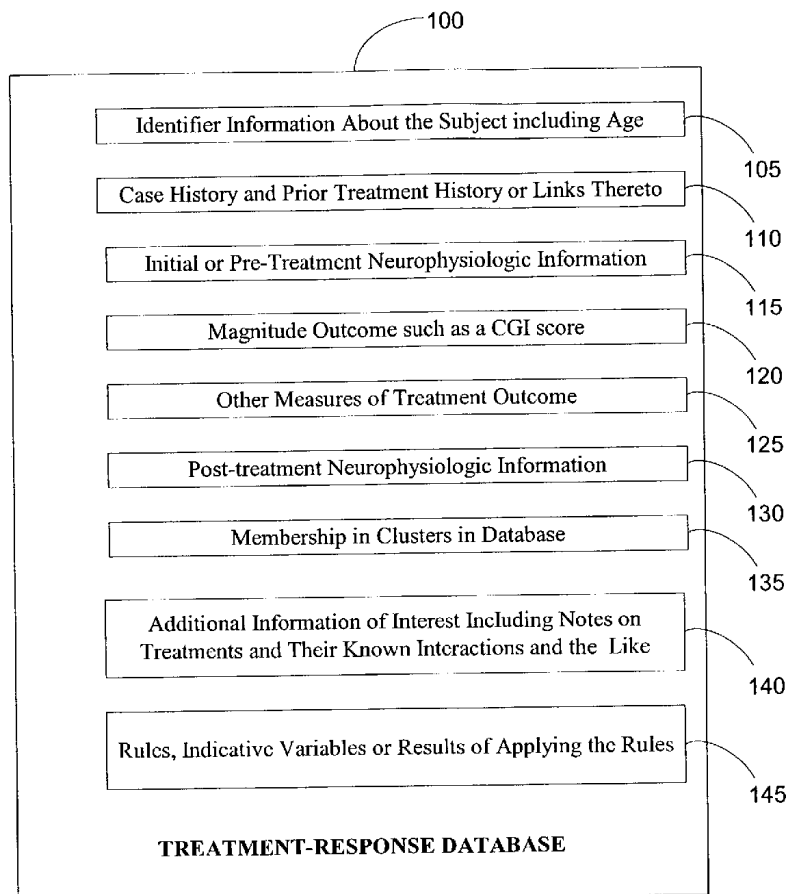 100
Identifier Information About the Subject including Age
105
Case History and Prior Treatment History or Links Thereto
110
Initial or Pre-Treatment Neurophysiologic Information
115
Magnitude Outcome such as a CGI score
120
Other Measures of Treatment Outcome
125
Post-treatment Neurophysiologic Information
130
Membership in Clusters in Database
135
Additional Information of Interest Including Notes on
Treatments and Their Known Interactions and the Like
140
Rules, Indicative Variables or Results of Applying the Rules
145
TREATMENT-RESPONSE DATABASE